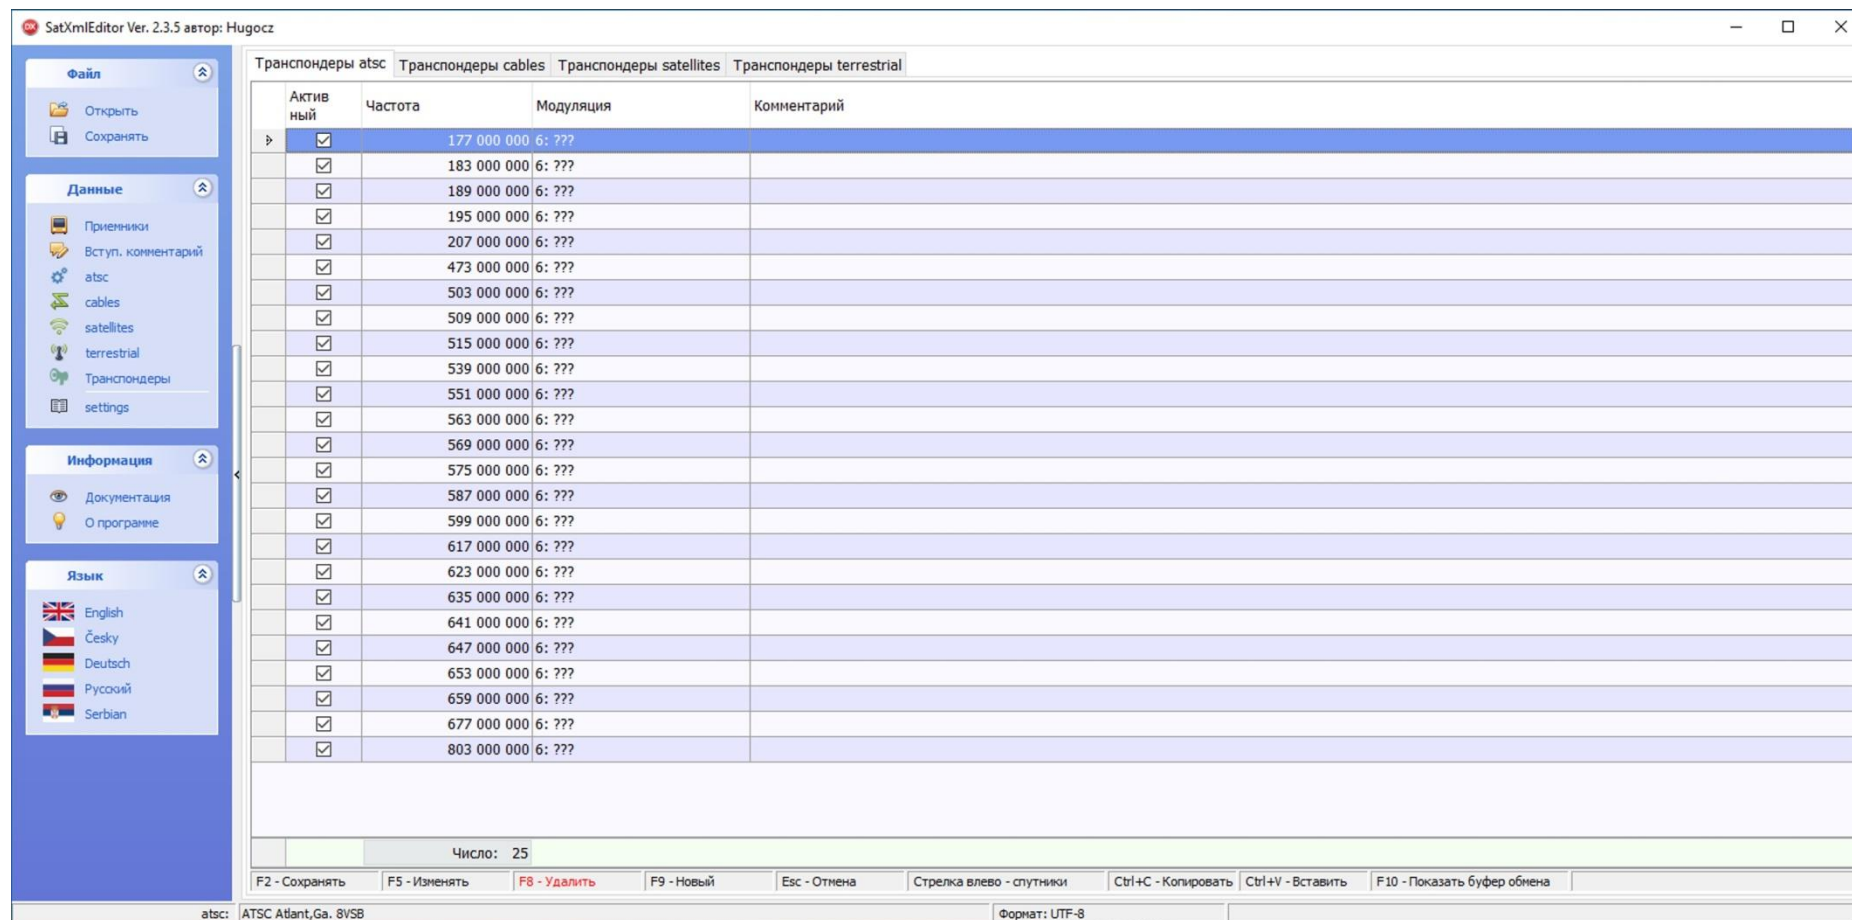 SatXmlEditor Ver. 2.3.5 автор: Hugocz
Файл
Открыть
Сохранять
Данные
Приемники
Вступ. комментарий
atsc
cables
satellites
terrestrial
Транспондеры
settings
Информация
Документация
О программе
Язык
English
Česky
Deutsch
Русский
Serbian
Транспондеры atsc Транспондеры cables Транспондеры satellites Транспондеры terrestrial
Актив
ный Частота Модуляция Комментарий
177 000 000 6: ???
183 000 000 6: ???
189 000 000 6: ???
195 000 000 6: ???
207 000 000 6: ???
473 000 000 6: ???
503 000 000 6: ???
509 000 000 6: ???
515 000 000 6: ???
539 000 000 6: ???
551 000 000 6: ???
563 000 000 6: ???
569 000 000 6: ???
575 000 000 6: ???
587 000 000 6: ???
599 000 000 6: ???
617 000 000 6: ???
623 000 000 6: ???
635 000 000 6: ???
641 000 000 6: ???
647 000 000 6: ???
653 000 000 6: ???
659 000 000 6: ???
677 000 000 6: ???
803 000 000 6: ???
Число: 25
F2 - Сохранять F5 - Изменять F8 - Удалить F9 - Новый Esc - Отмена Стрелка влево - спутники Ctrl+C - Копировать Ctrl+V - Вставить F10 - Показать буфер обмена
atsc: ATSC Atlant,Ga. 8VSB Формат: UTF-8